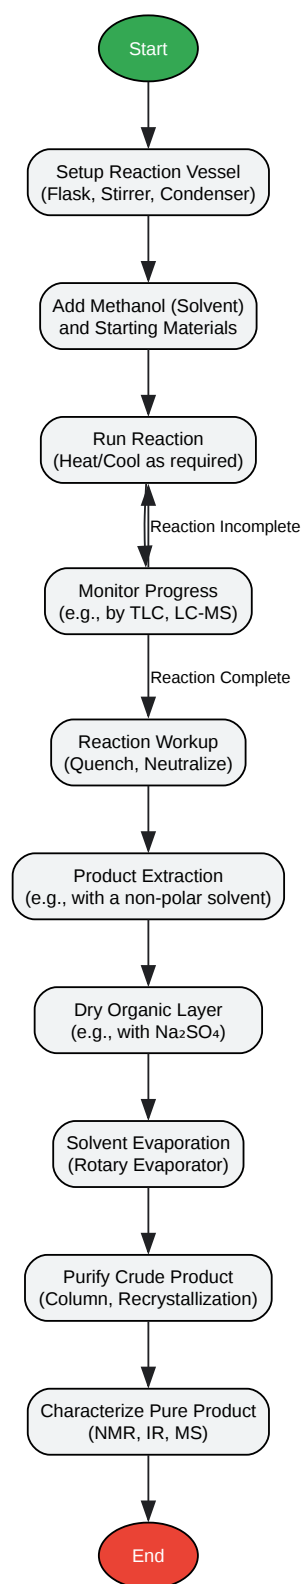 Start
Setup Reaction Vessel
(Flask, Stirrer, Condenser)
Add Methanol (Solvent)
and Starting Materials
Run Reaction
(Heat/Cool as required)
Reaction Incomplete
Monitor Progress
(e.g., by TLC, LC-MS)
Reaction Complete
Reaction Workup
(Quench, Neutralize)
Product Extraction
(e.g., with a non-polar solvent)
Dry Organic Layer
(e.g., with Na₂SO₄)
Solvent Evaporation
(Rotary Evaporator)
Purify Crude Product
(Column, Recrystallization)
Characterize Pure Product
(NMR, IR, MS)
End